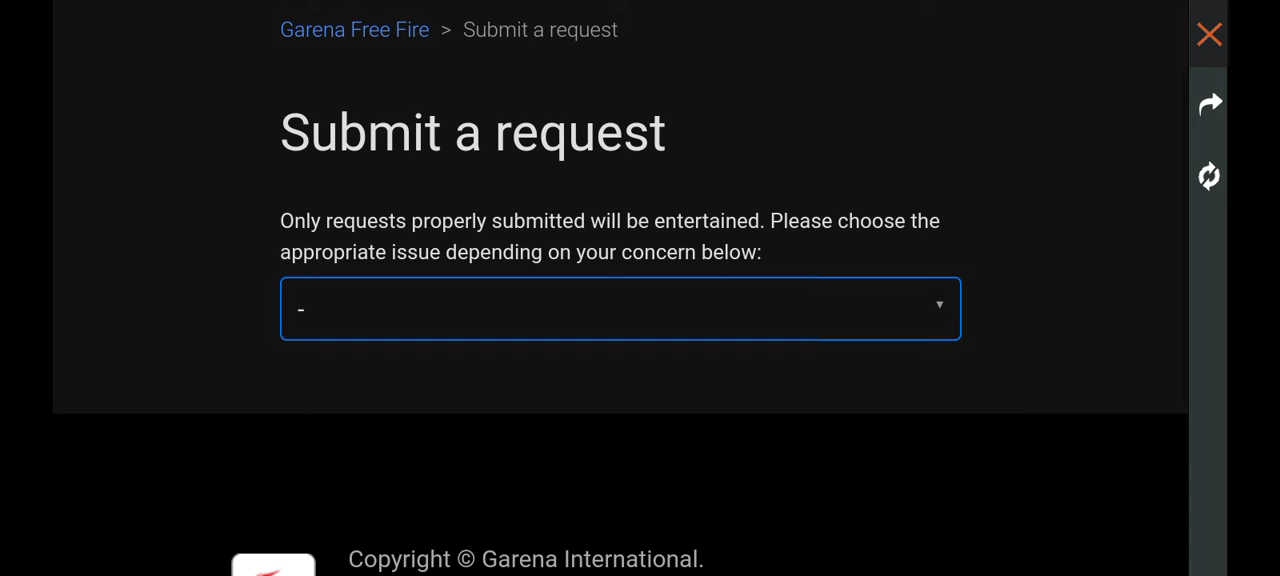 Garena Free Fire > Submit a request
Submit a request
Only requests properly submitted will be entertained. Please choose the
appropriate issue depending on your concern below:
-
Copyright © Garena International.